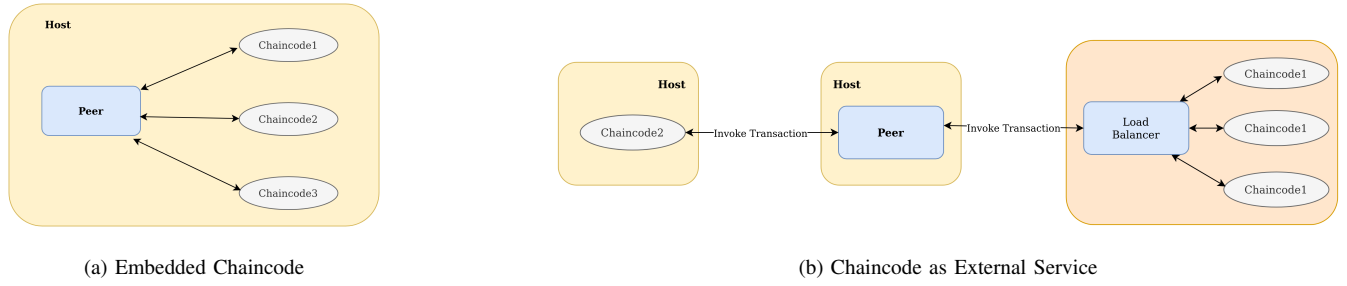 Host
Chaincode1
Peer
Chaincode2
Chaincode3
(a) Embedded Chaincode
Host
Chaincode2
Invoke Transaction
Host
Peer
Invoke Transaction
Load
Balancer
Chaincode1
Chaincode1
Chaincode1
(b) Chaincode as External Service